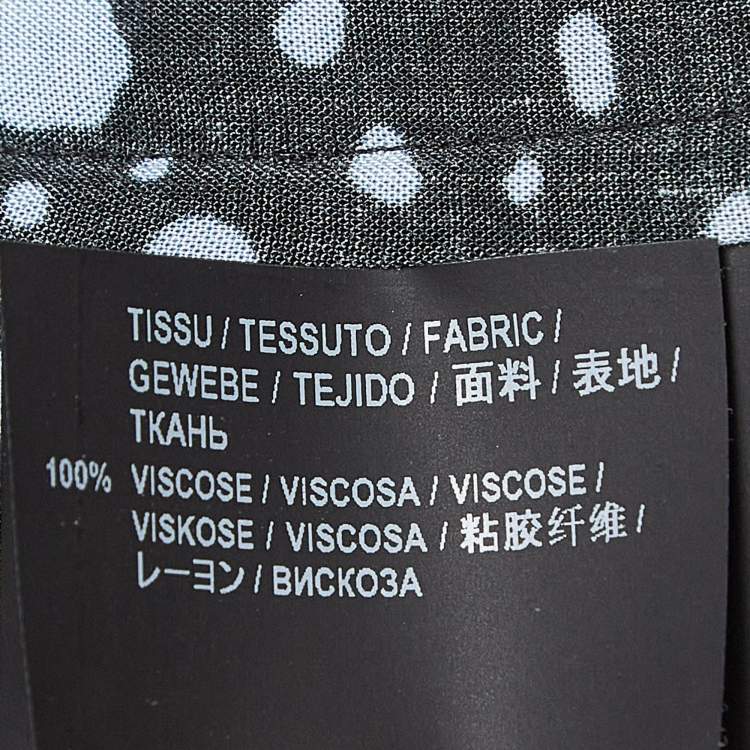 TISSU / TESSUTO / FABRIC /
GEWEBE / TEJIDO / 面料 / 表地 /
ТКАНЬ
100% VISCOSE / VISCOSA / VISCOSE /
VISKOSE / VISCOSA / 粘胶纤维 /
レーヨン / ВИСКОЗА